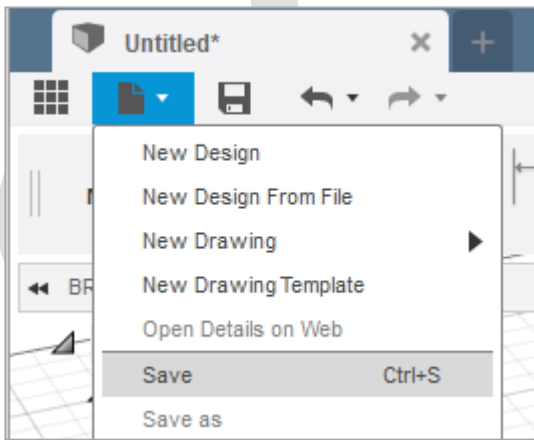 Untitled*
New Design
New Design From File
New Drawing
New Drawing Template
BR
Open Details on Web
Save Ctrl+S
Save as